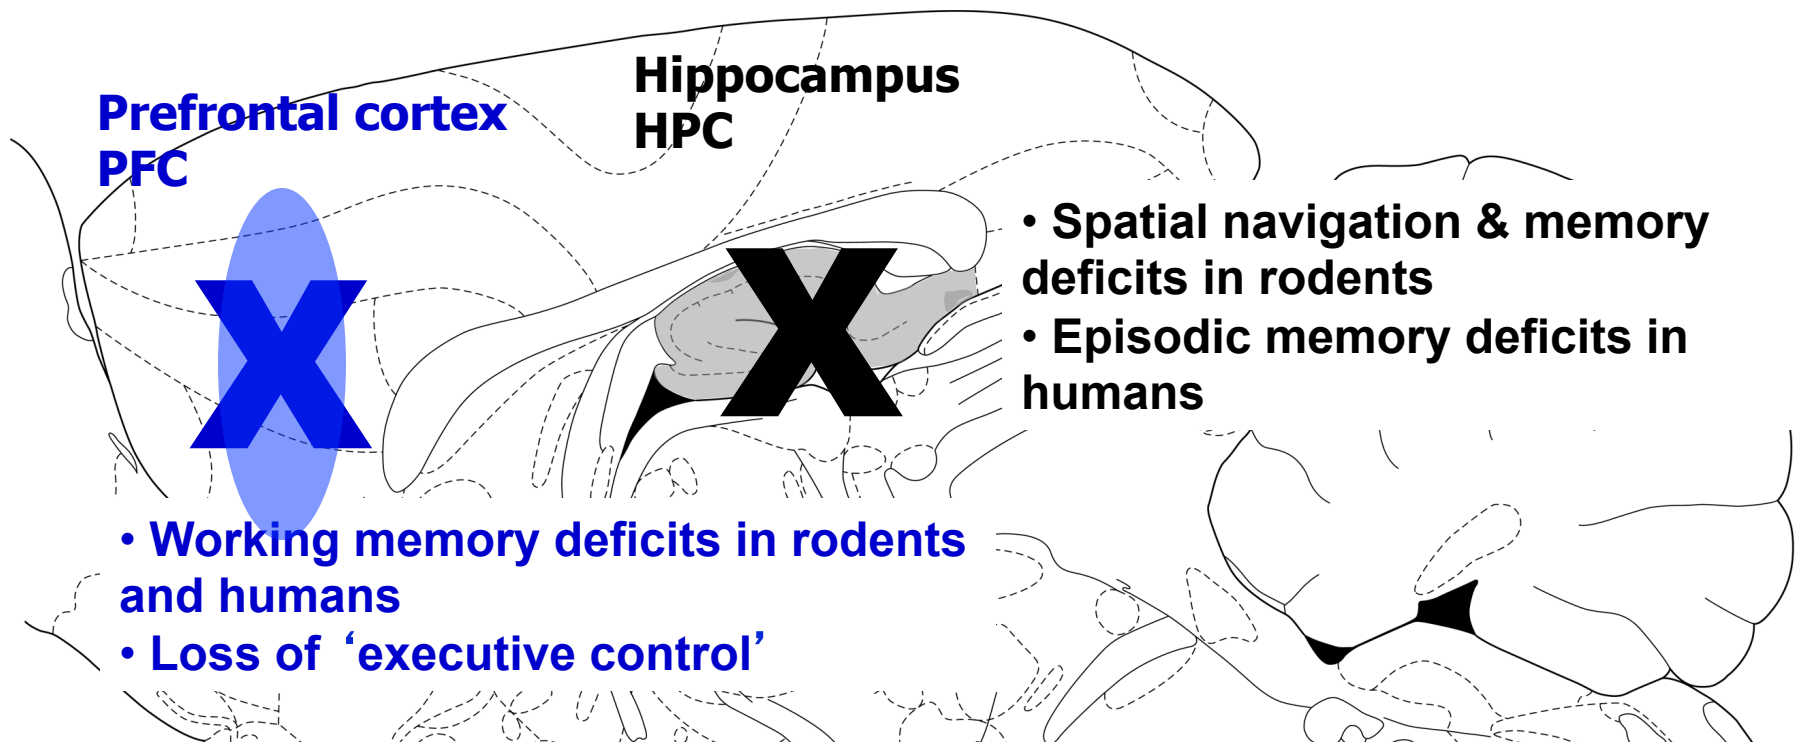 Prefrontal cortex
PFC
Hippocampus
HPC
• Spatial navigation & memory
deficits in rodents
• Episodic memory deficits in
humans
X
X
• Working memory deficits in rodents
and humans
• Loss of ‘executive control’